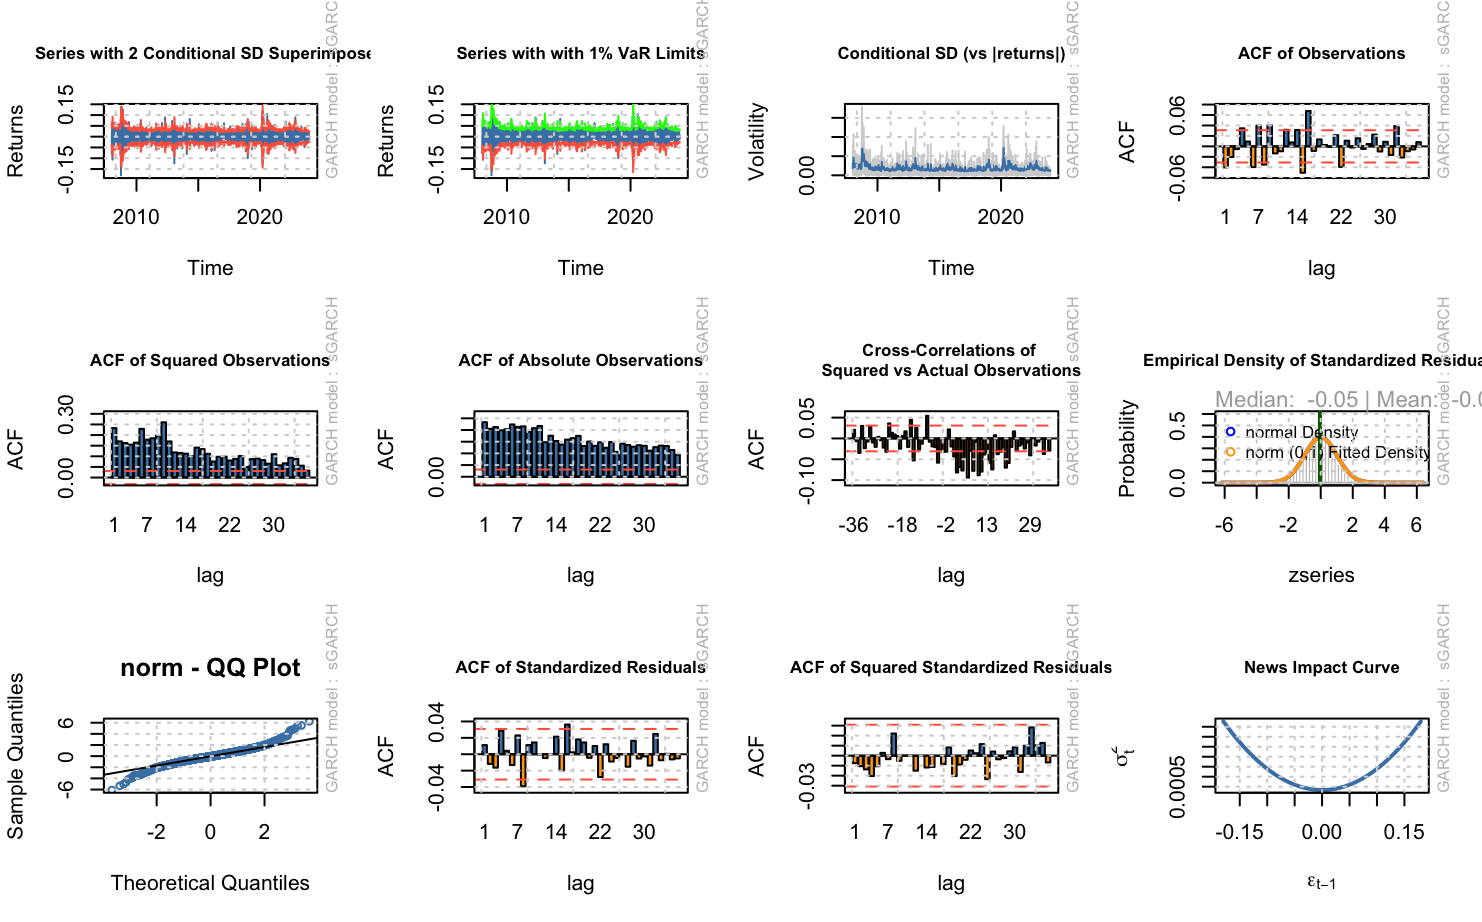 Series with 2 Conditional SD Superimpose
GARCH model : sGARCH
Returns
0.15
-0.15
2010
2020
Time
Series with with 1% VaR Limits
GARCH model : sGARCH
Returns
0.15
-0.15
2010
2020
Time
Conditional SD (vs |returns|)
GARCH model : sGARCH
Volatility
0.00
2010
2020
Time
ACF of Observations
GARCH model : sGARCH
ACF
0.06
-0.06
1 7 14 22 30
lag
ACF of Squared Observations
GARCH model : sGARCH
ACF
0.30
0.00
1 7 14 22 30
lag
ACF of Absolute Observations
GARCH model : sGARCH
ACF
0.00
1 7 14 22 30
lag
Cross-Correlations of
Squared vs Actual Observations
GARCH model : sGARCH
ACF
0.05
-0.10
-36 -18 -2 13 29
lag
Empirical Density of Standardized Residua
GARCH model : sGARCH
Median: -0.05 | Mean: -0.0
Probability
0.5
0.0
normal Density
norm (0,1) Fitted Density
-6 -2 2 4 6
zseries
norm - QQ Plot
GARCH model : sGARCH
Sample Quantiles
6
0
-6
-2 0 2
Theoretical Quantiles
ACF of Standardized Residuals
GARCH model : sGARCH
ACF
0.04
-0.04
1 7 14 22 30
lag
ACF of Squared Standardized Residuals
GARCH model : sGARCH
ACF
-0.03
1 7 14 22 30
lag
News Impact Curve
GARCH model : sGARCH
0.0005
-0.15 0.00 0.15
εt−1